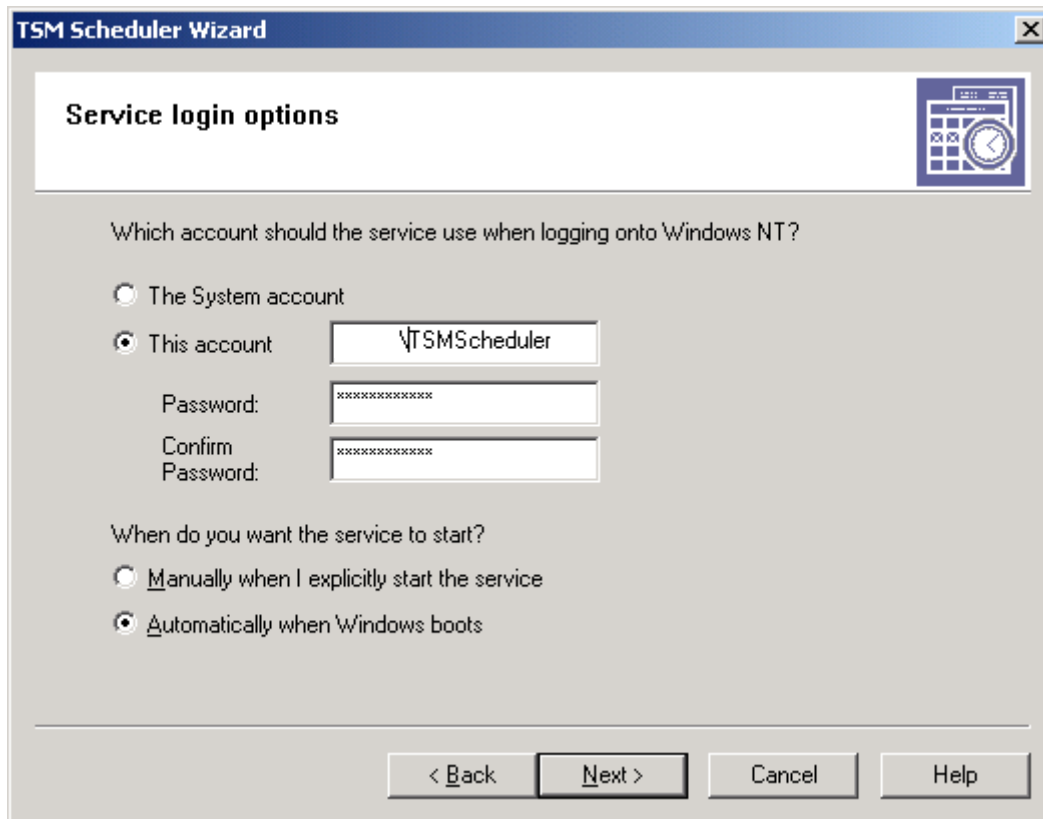 TSM Scheduler Wizard
Service login options
Which account should the service use when logging onto Windows NT?
The System account
This account
\TSMScheduler
Password:
xxxxxxxxxxxx
Confirm
Password:
xxxxxxxxxxxx
When do you want the service to start?
Manually when I explicitly start the service
Automatically when Windows boots
< Back
Next >
Cancel
Help